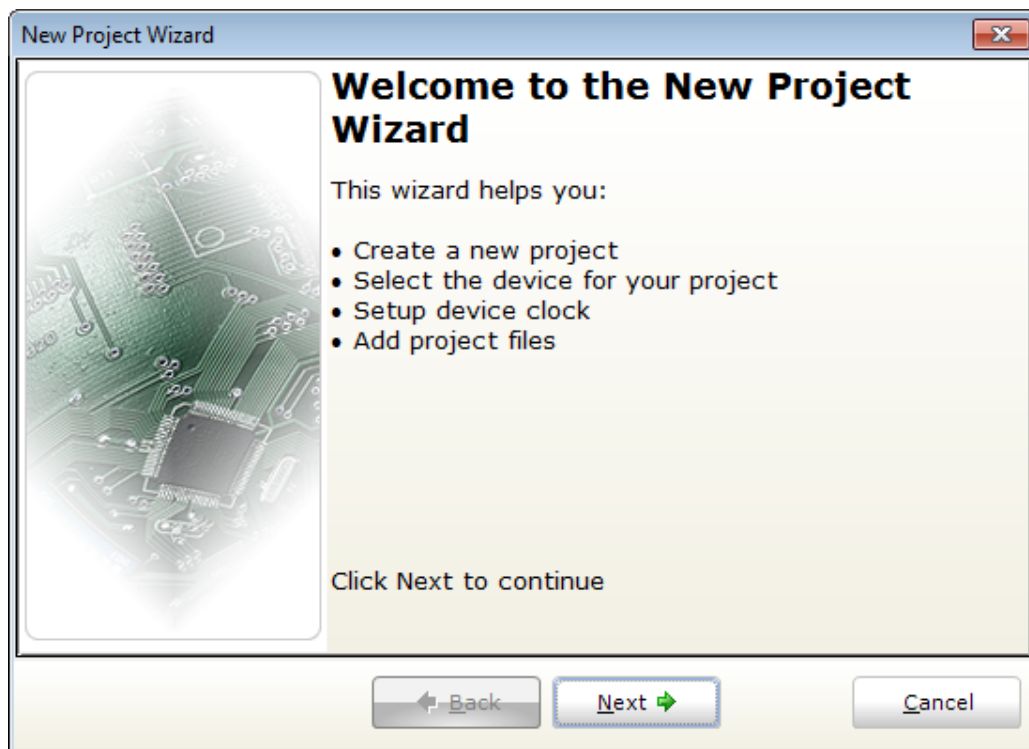 New Project Wizard
Welcome to the New Project
Wizard
This wizard helps you:
• Create a new project
• Select the device for your project
• Setup device clock
• Add project files
Click Next to continue
Back
Next
Cancel